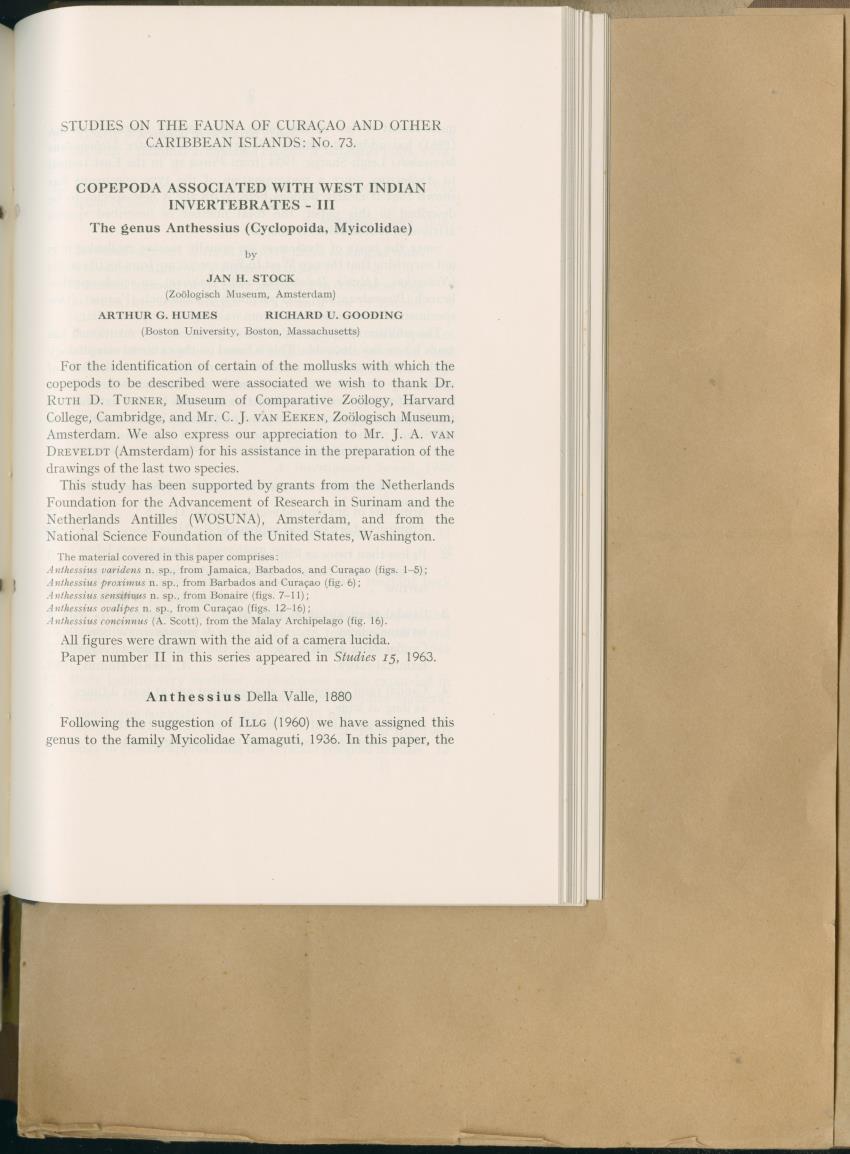 STUDIES ON THE FAUNA OF CURAÇAO AND OTHER
CARIBBEAN ISLANDS: No. 73.
COPEPODA ASSOCIATED WITH WEST INDIAN
INVERTEBRATES - III
The genus Anthessius (Cyclopoida, Myicolidae)
by
JAN H. STOCK
(Zoölogisch Museum, Amsterdam)
ARTHUR G. HUMES RICHARD U. GOODING
(Boston University, Boston, Massachusetts)
For the identification of certain of the mollusks with which the
copepods to be described were associated we wish to thank Dr.
RUTH D. TURNER, Museum of Comparative Zoölogy, Harvard
College, Cambridge, and Mr. C. J. VAN EEKEN, Zoölogisch Museum,
Amsterdam. We also express our appreciation to Mr. J. A. VAN
DREVELDT (Amsterdam) for his assistance in the preparation of the
drawings of the last two species.
This study has been supported by grants from the Netherlands
Foundation for the Advancement of Research in Surinam and the
Netherlands Antilles (WOSUNA), Amsterdam, and from the
National Science Foundation of the United States, Washington.
The material covered in this paper comprises:
Anthessius varidens n. sp., from Jamaica, Barbados, and Curaçao (figs. 1–5);
Anthessius proximus n. sp., from Barbados and Curaçao (fig. 6);
Anthessius sensitivus n. sp., from Bonaire (figs. 7–11);
Anthessius ovalipes n. sp., from Curaçao (figs. 12–16);
Anthessius concinnus (A. Scott), from the Malay Archipelago (fig. 16).
All figures were drawn with the aid of a camera lucida.
Paper number II in this series appeared in Studies 15, 1963.
Anthessius Della Valle, 1880
Following the suggestion of ILLG (1960) we have assigned this
genus to the family Myicolidae Yamaguti, 1936. In this paper, the